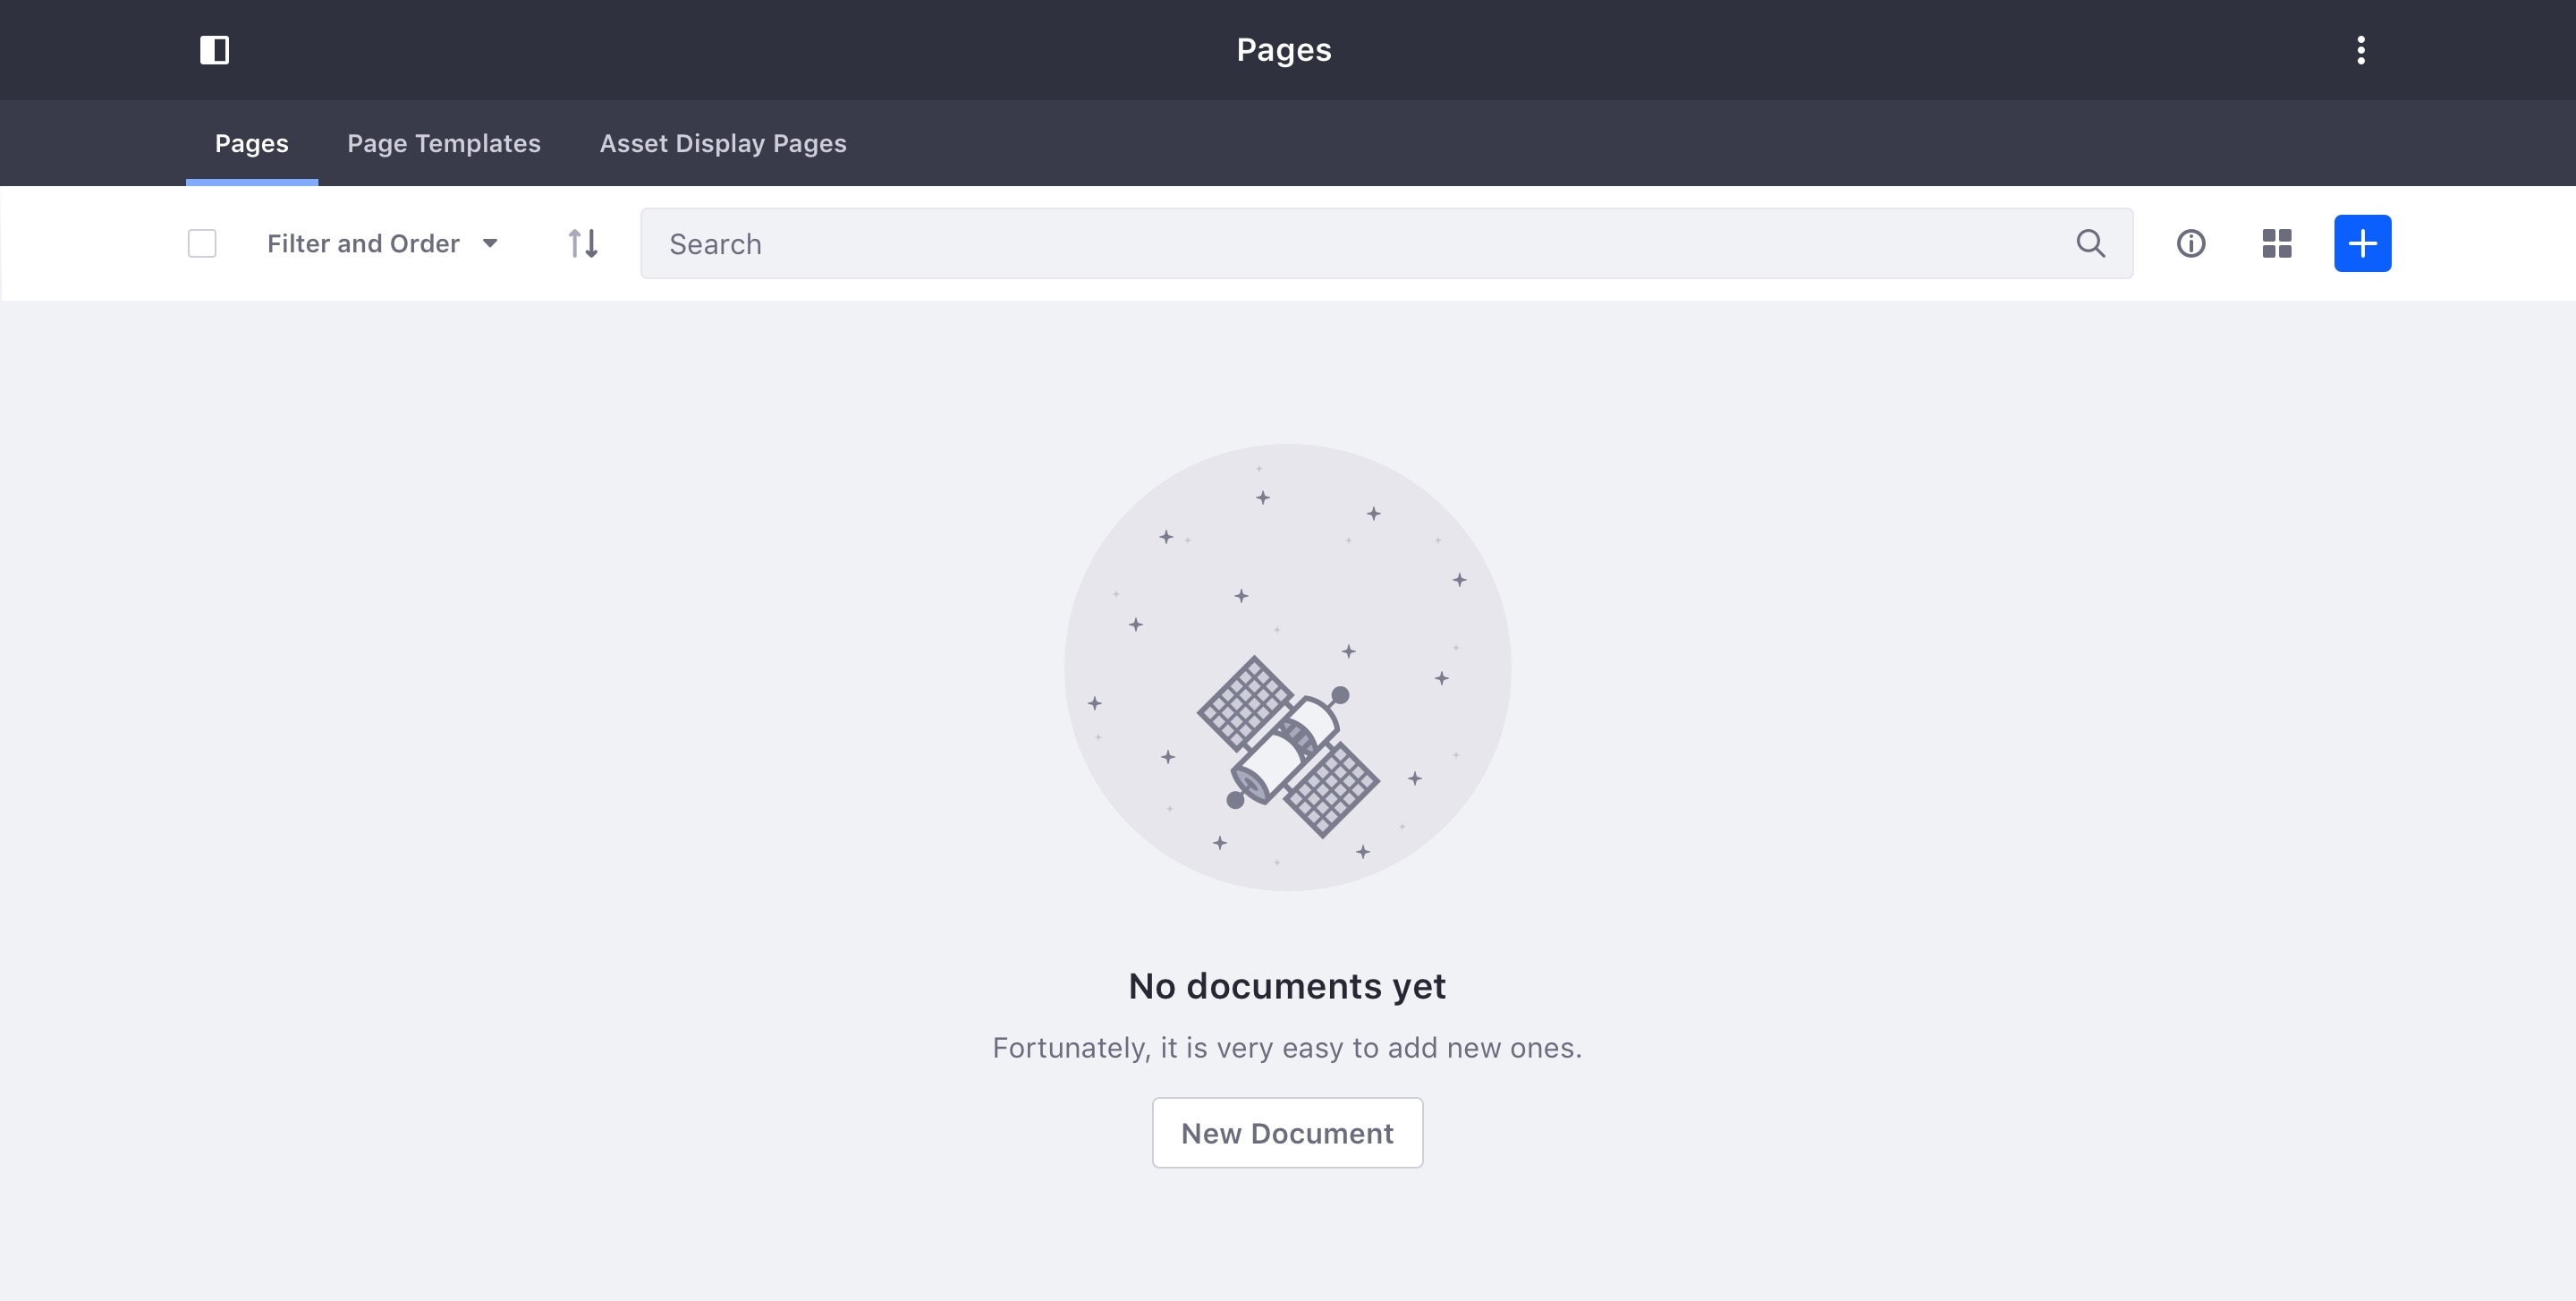 Pages
Pages Page Templates Asset Display Pages
Filter and Order Search
No documents yet
Fortunately, it is very easy to add new ones.
New Document